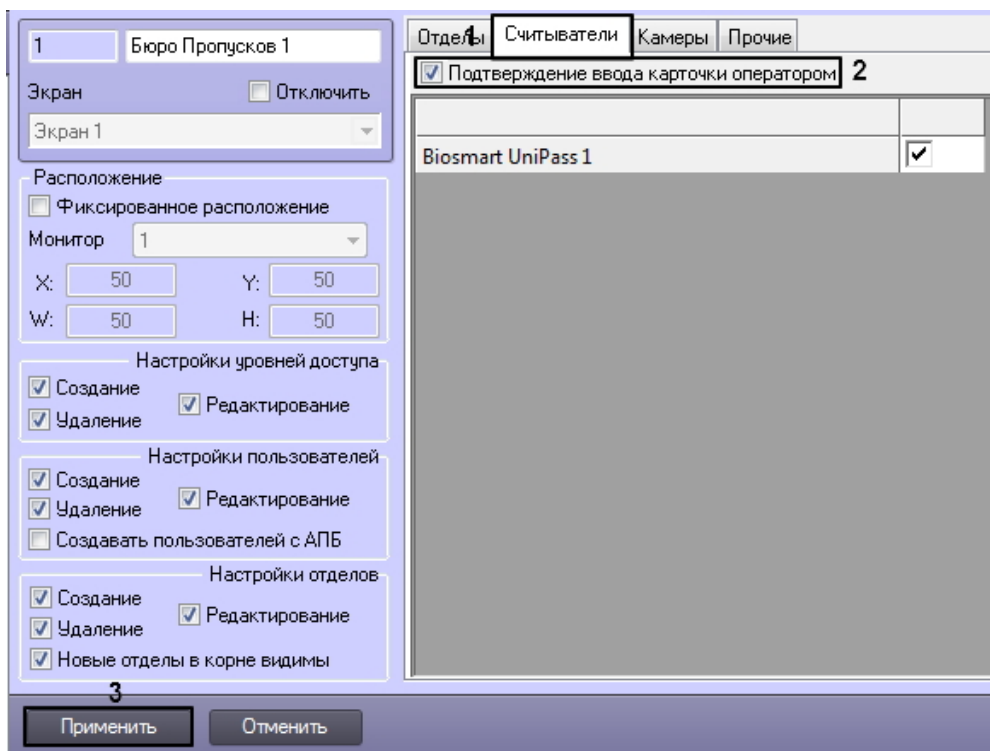 1 Бюро Пропусков 1
Экран Отключить
Экран 1
Расположение
Фиксированное расположение
Монитор 1
X: 50 Y: 50
W: 50 H: 50
Настройки уровней доступа
Создание
Редактирование
Удаление
Настройки пользователей
Создание
Редактирование
Удаление
Создавать пользователей с АПБ
Настройки отделов
Создание
Редактирование
Удаление
Новые отделы в корне видимы
Отделы 1 Считыватели Камеры Прочие
Подтверждение ввода карточки оператором 2
Biosmart UniPass 1
3
Применить Отменить